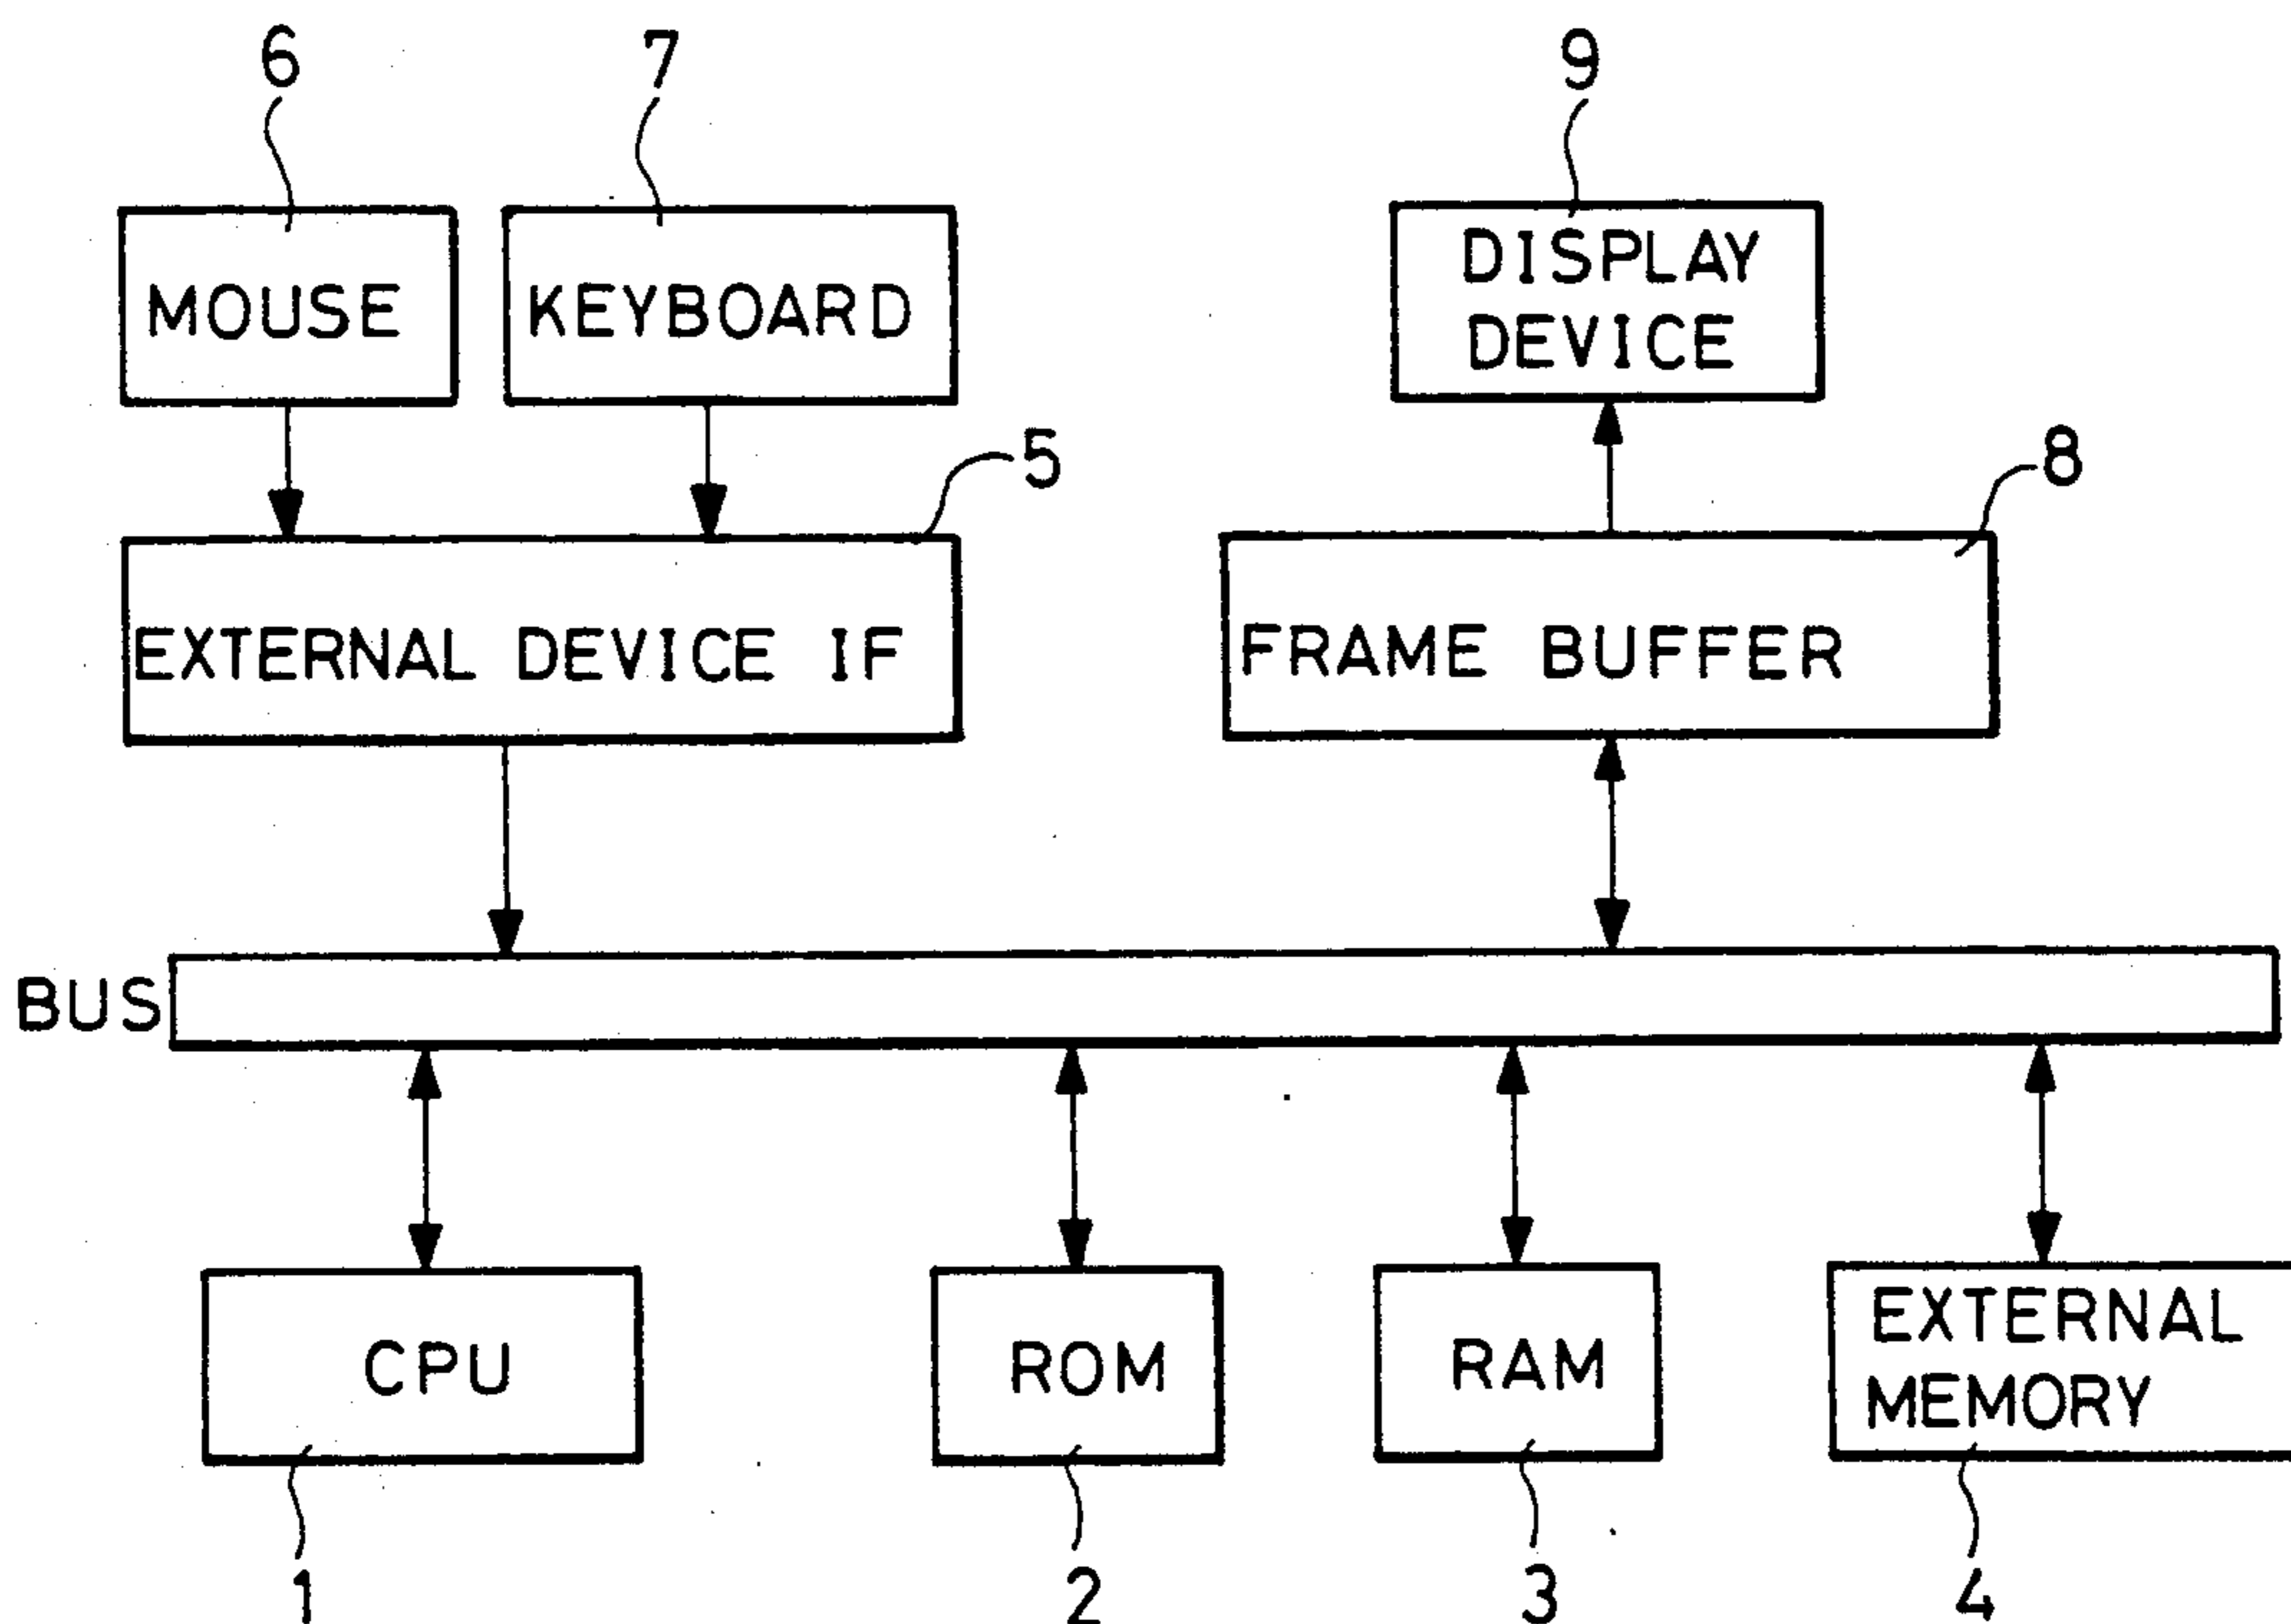 6
7
9
MOUSE
KEYBOARD
DISPLAY
DEVICE
5
8
EXTERNAL DEVICE IF
FRAME BUFFER
BUS
CPU
ROM
RAM
EXTERNAL
MEMORY
1
2
3
4